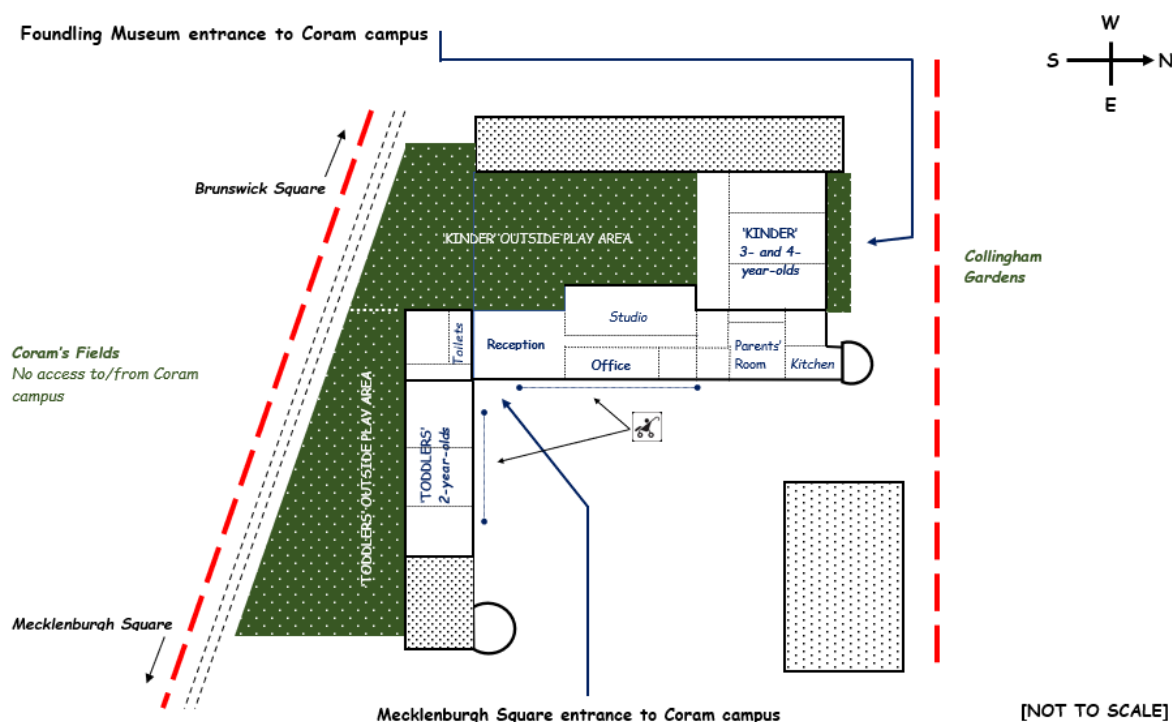 Foundling Museum entrance to Coram campus
W
S
N
E
Brunswick Square
'KINDER' OUTSIDE PLAY AREA
'KINDER'
3- and 4-
year-olds
Collingham
Gardens
Studio
Toilets
Reception
Office
Parents'
Room
Kitchen
Coram's Fields
No access to/from Coram
campus
'TODDLERS' OUTSIDE PLAY AREA
'TODDLERS'
2-year-olds
Mecklenburgh Square
Mecklenburgh Square entrance to Coram campus
[NOT TO SCALE]